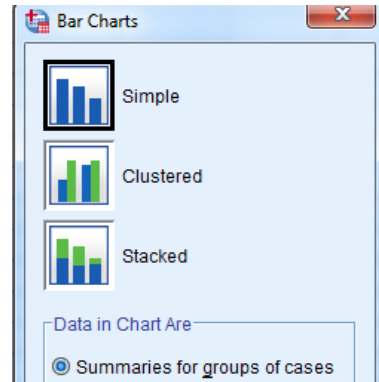 Bar Charts
Simple
Clustered
Stacked
Data in Chart Are
Summaries for groups of cases